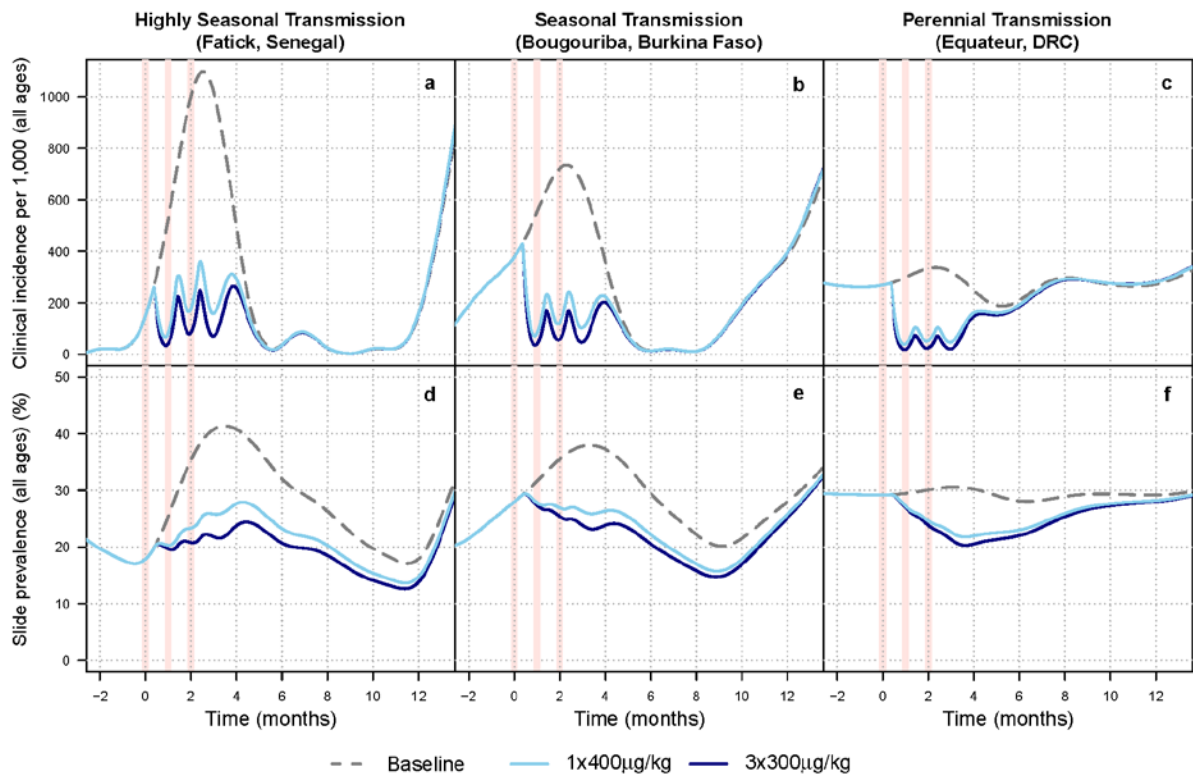 Highly Seasonal Transmission
(Fatick, Senegal)
Seasonal Transmission
(Bougouriba, Burkina Faso)
Perennial Transmission
(Equateur, DRC)
Clinical incidence per 1,000 (all ages)
1000
800
600
400
200
0
a
b
c
Slide prevalence (all ages) (%)
50
40
30
20
10
0
d
e
f
−2 0 2 4 6 8 10 12
−2 0 2 4 6 8 10 12
−2 0 2 4 6 8 10 12
Time (months)
Time (months)
Time (months)
Baseline
1x400μg/kg
3x300μg/kg